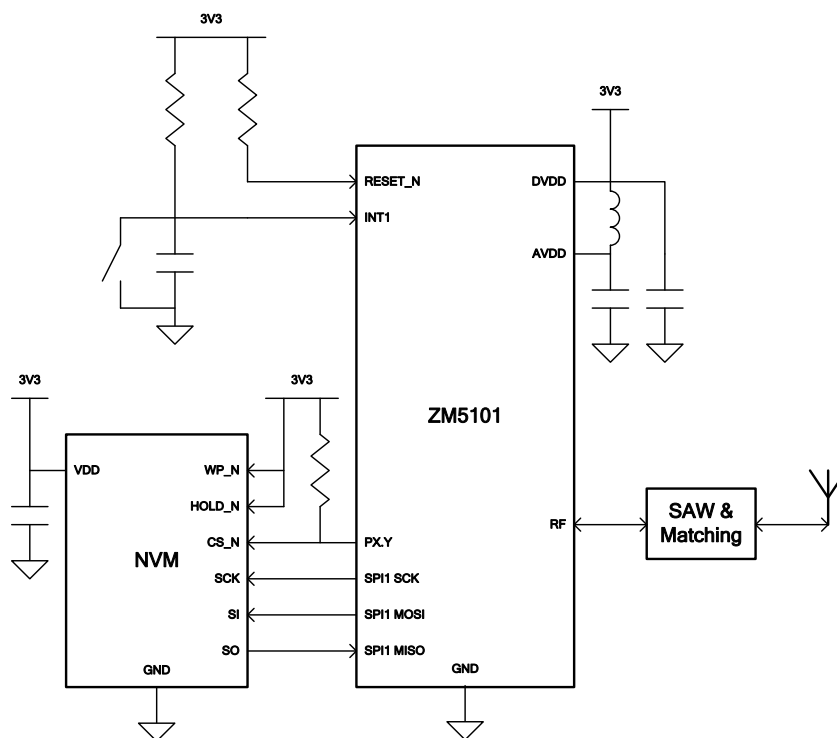 3V3
3V3
RESET_N
DVDD
INT1
AVDD
3V3
3V3
ZM5101
VDD
WP_N
HOLD_N
SAW &
Matching
RF
CS_N
PX.Y
NVM
SCK
SPI1 SCK
SI
SPI1 MOSI
SO
SPI1 MISO
GND
GND